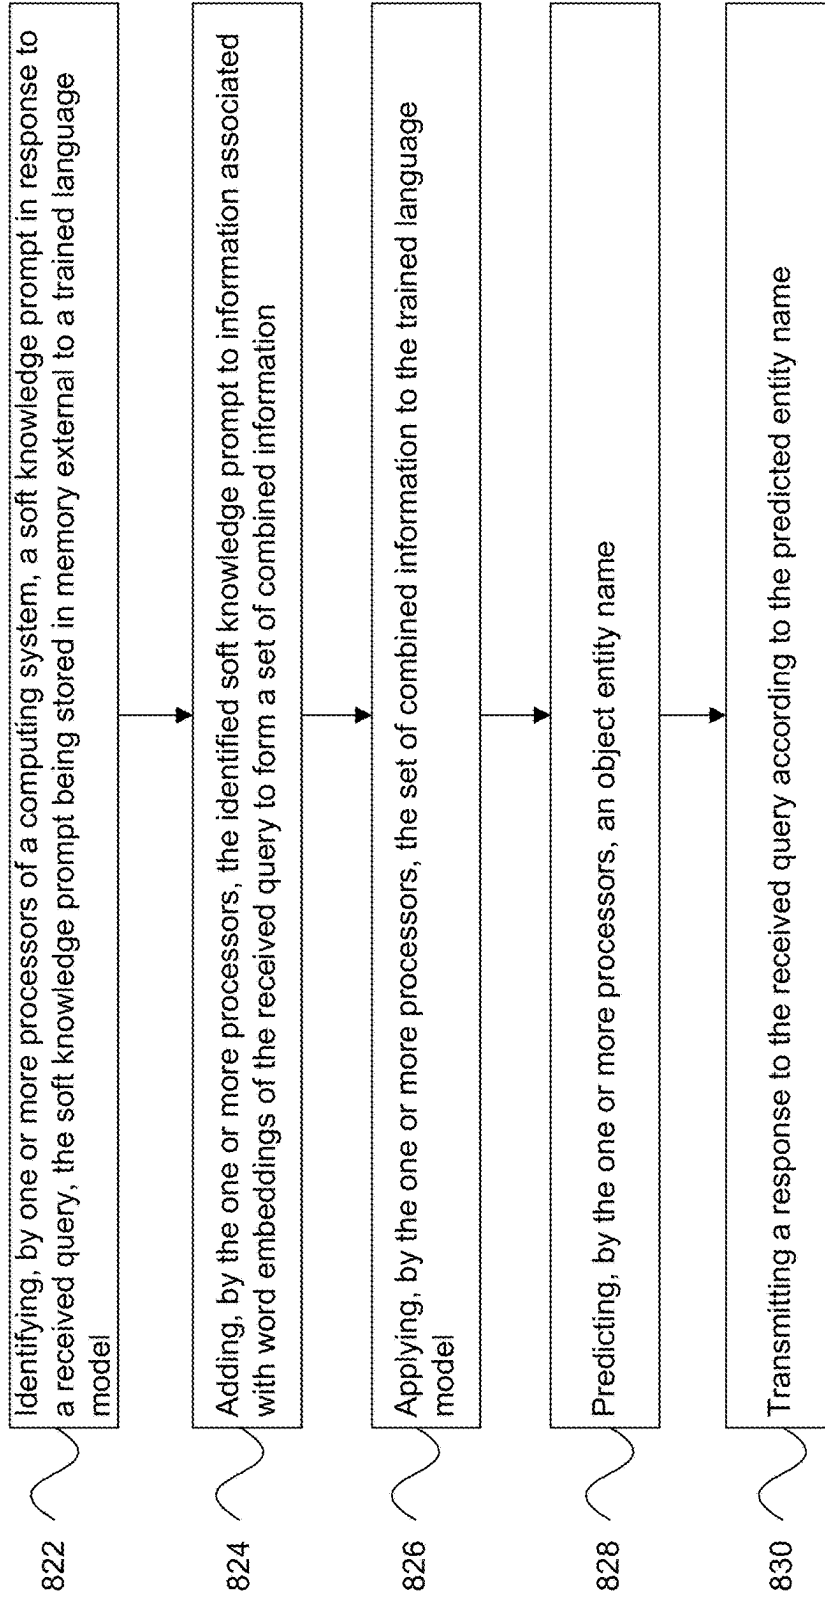 822
Identifying, by one or more processors of a computing system, a soft knowledge prompt in response to
a received query, the soft knowledge prompt being stored in memory external to a trained language
model
824
Adding, by the one or more processors, the identified soft knowledge prompt to information associated
with word embeddings of the received query to form a set of combined information
826
Applying, by the one or more processors, the set of combined information to the trained language
model
828
Predicting, by the one or more processors, an object entity name
830
Transmitting a response to the received query according to the predicted entity name